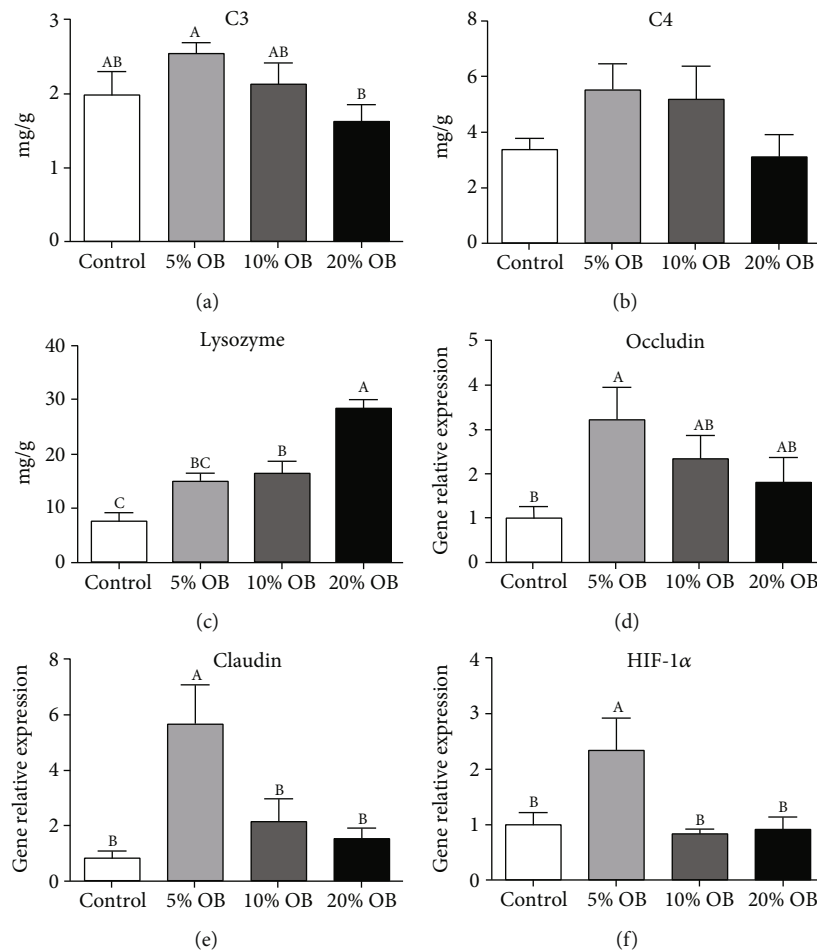 C3
mg/g
3
2
1
0
AB
A
AB
B
Control 5% OB 10% OB 20% OB
(a)
C4
mg/g
8
6
4
2
0
Control 5% OB 10% OB 20% OB
(b)
Lysozyme
mg/g
40
30
20
10
0
C
BC
B
A
Control 5% OB 10% OB 20% OB
(c)
Occludin
Gene relative expression
5
4
3
2
1
0
B
A
AB
AB
Control 5% OB 10% OB 20% OB
(d)
Claudin
Gene relative expression
8
6
4
2
0
B
A
B
B
Control 5% OB 10% OB 20% OB
(e)
HIF-1α
Gene relative expression
4
3
2
1
0
B
A
B
B
Control 5% OB 10% OB 20% OB
(f)